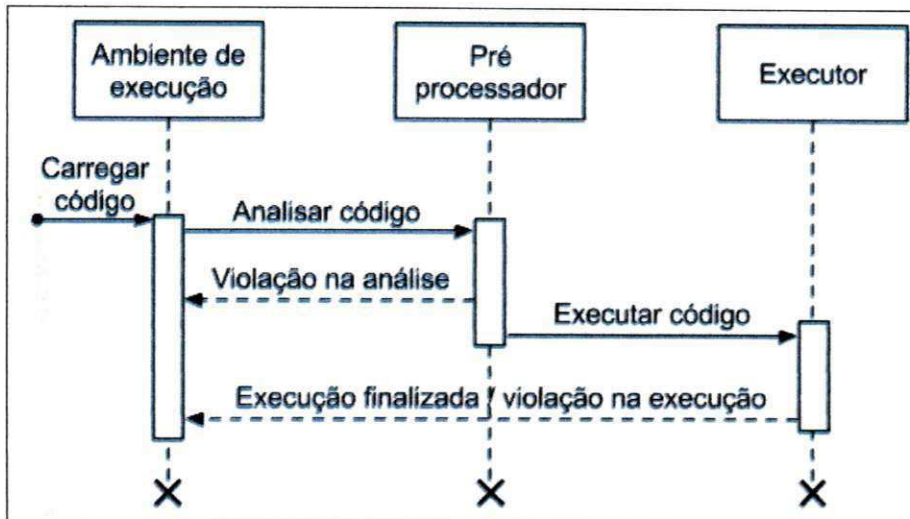 Ambiente de
execução
Pré
processador
Executor
Carregar
código
Analisar código
Violação na análise
Executar código
Execução finalizada / violação na execução